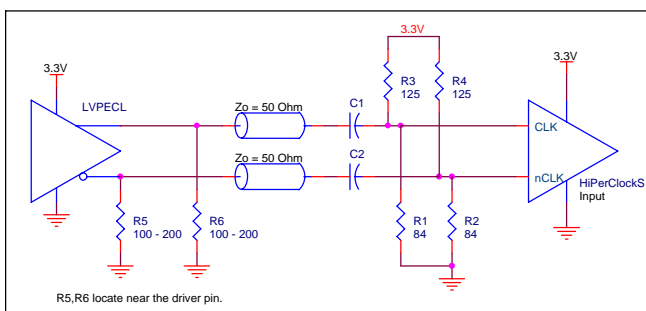 3.3V
3.3V
3.3V
LVPECL
R3
125
R4
125
Zo = 50 Ohm
C1
CLK
Zo = 50 Ohm
C2
nCLK
HiPerClockS
Input
R5
100 - 200
R6
100 - 200
R1
84
R2
84
R5,R6 locate near the driver pin.